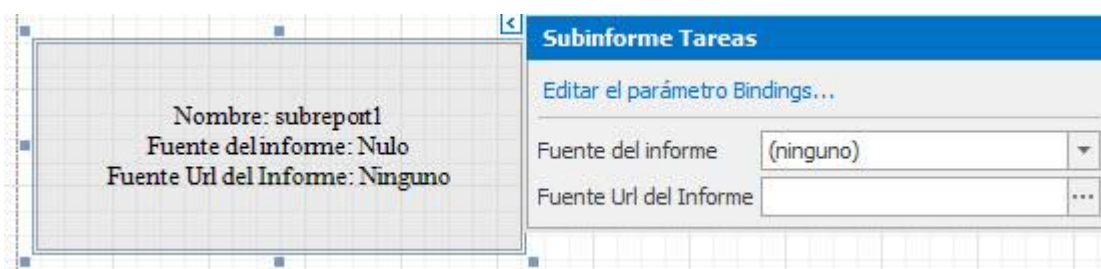 Nombre: subreport1
Fuente del informe: Nulo
Fuente Url del Informe: Ninguno
Subinforme Tareas
Editar el parámetro Bindings...
Fuente del informe (ninguno)
Fuente Url del Informe ...